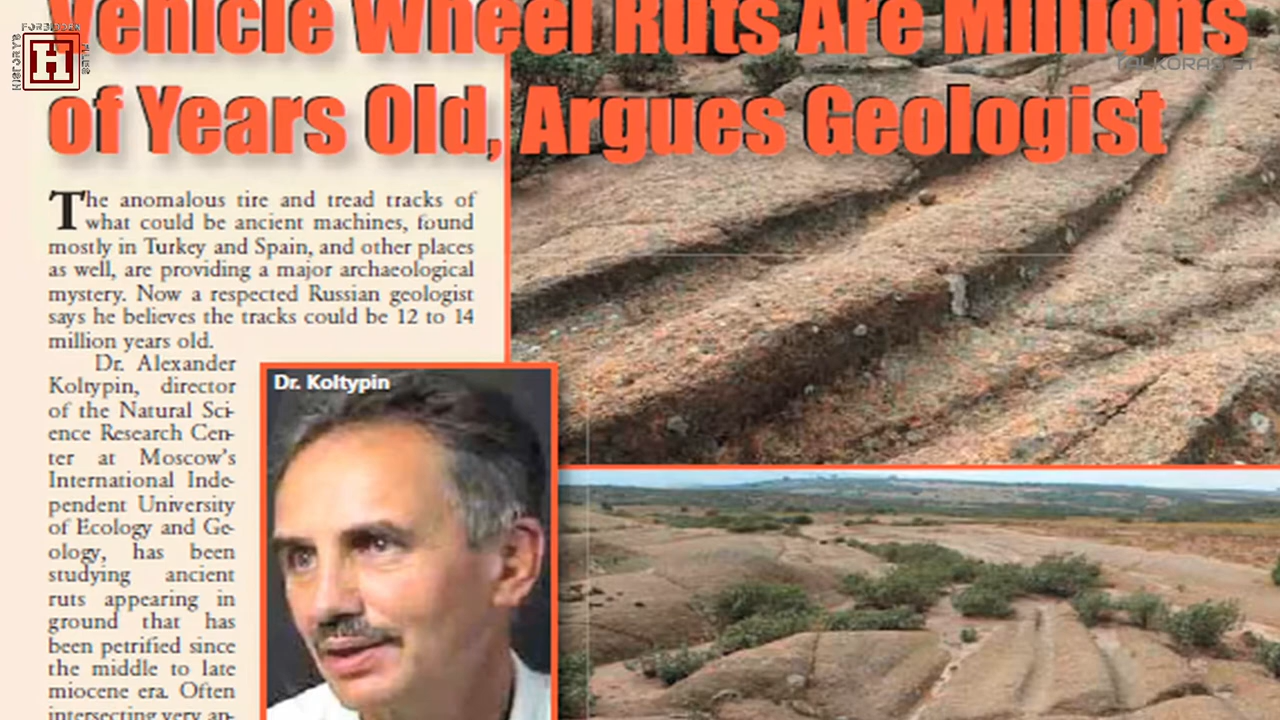 FORBIDDEN
HISTORY'S
H
Vehicle Wheel Ruts Are Millions
of Years Old, Argues Geologist
The anomalous tire and tread tracks of
what could be ancient machines, found
mostly in Turkey and Spain, and other places
as well, are providing a major archaeological
mystery. Now a respected Russian geologist
says he believes the tracks could be 12 to 14
million years old.
Dr. Alexander
Koltypin, director
of the Natural Sci-
ence Research Cen-
ter at Moscow's
International Inde-
pendent University
of Ecology and Ge-
ology, has been
studying ancient
ruts appearing in
ground that has
been petrified since
the middle to late
miocene era. Often
intersecting very an-
Dr. Koltypin